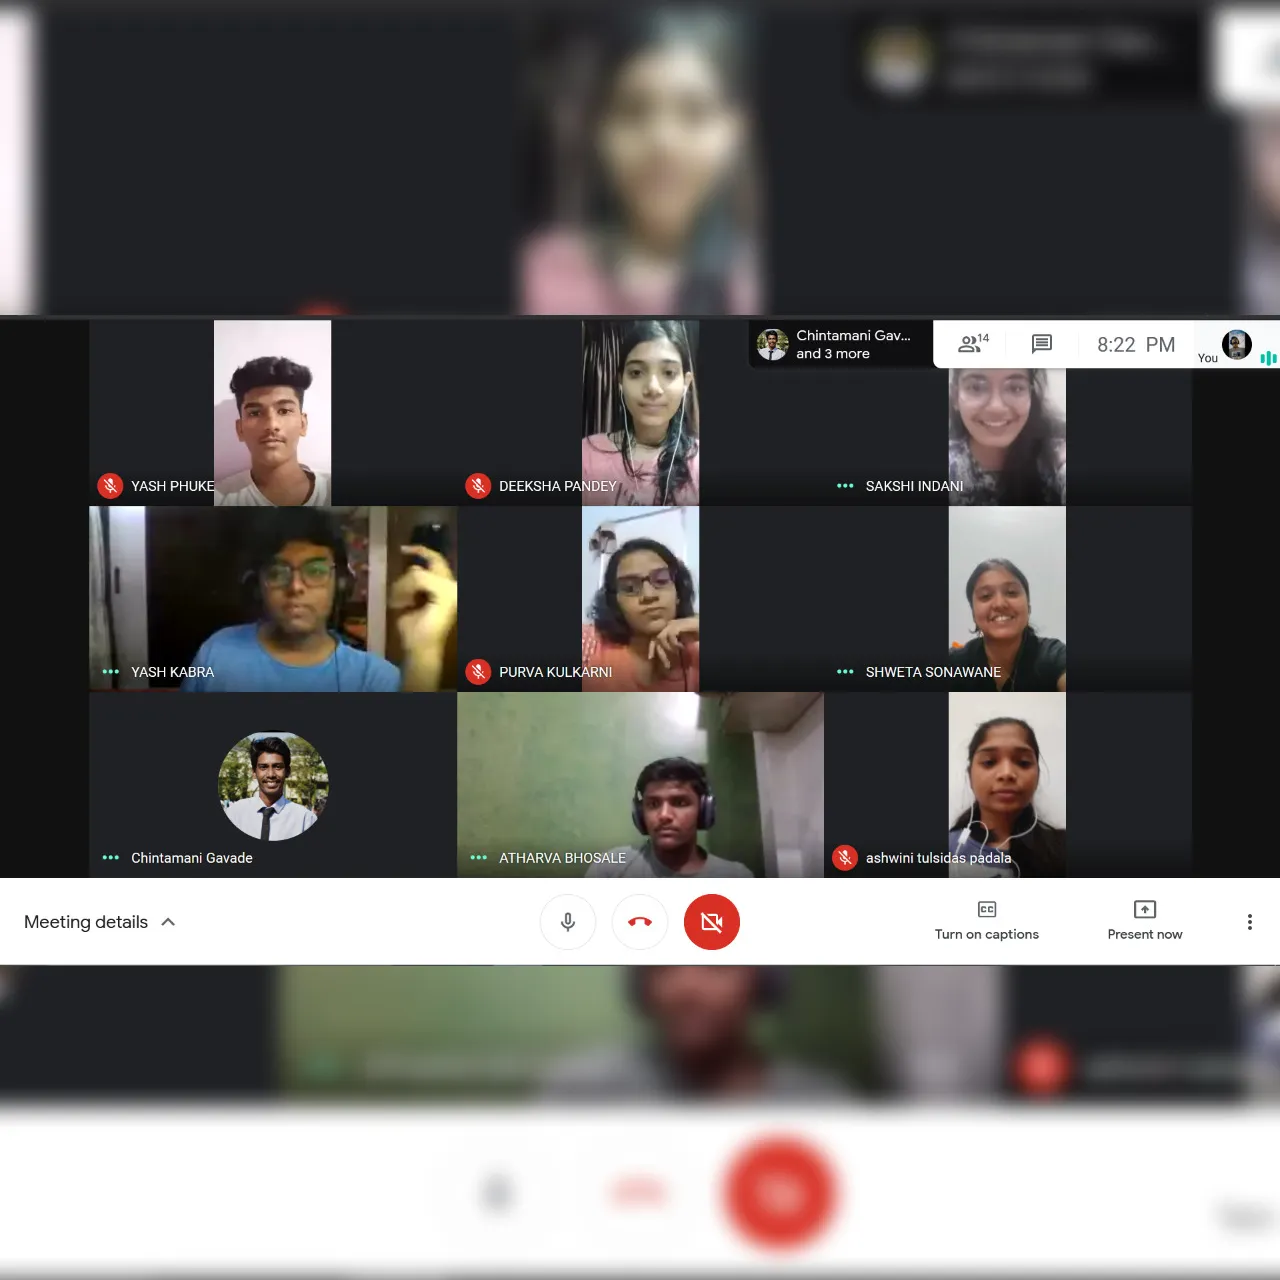 Chintamani Gav...
and 3 more
14
8:22 PM
You
YASH PHUKE
DEEKSHA PANDEY
SAKSHI INDANI
YASH KABRA
PURVA KULKARNI
SHWETA SONAWANE
Chintamani Gavade
ATHARVA BHOSALE
ashwini tulsidas padala
Meeting details
CC
Turn on captions
Present now